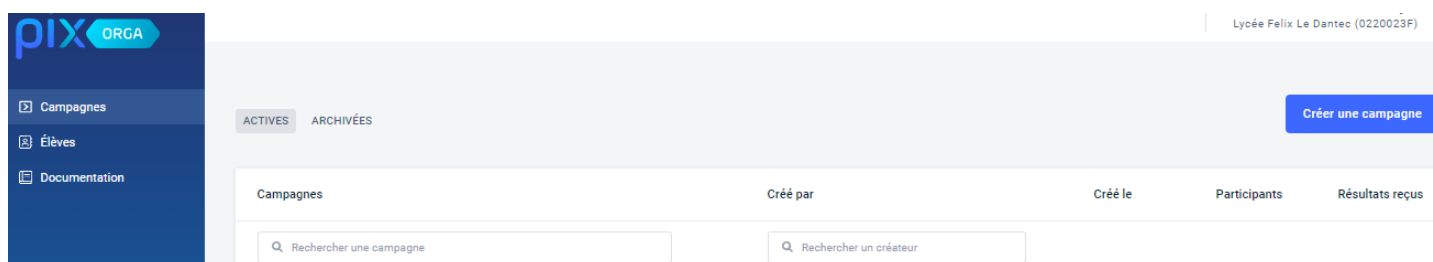 pix ORGA
Lycée Felix Le Dantec (0220023F)
Campagnes
Élèves
Documentation
ACTIVES ARCHIVÉES
Créer une campagne
Campagnes Créé par Créé le Participants Résultats reçus
Rechercher une campagne Rechercher un créateur